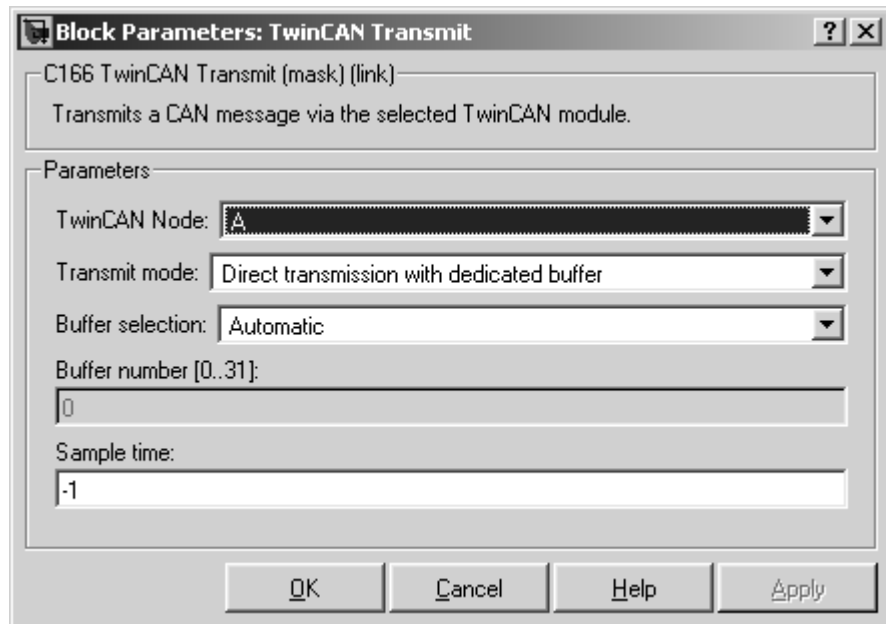 Block Parameters: TwinCAN Transmit
C166 TwinCAN Transmit (mask) (link)
Transmits a CAN message via the selected TwinCAN module.
Parameters
TwinCAN Node: A
Transmit mode: Direct transmission with dedicated buffer
Buffer selection: Automatic
Buffer number [0..31]:
0
Sample time:
-1
OK Cancel Help Apply